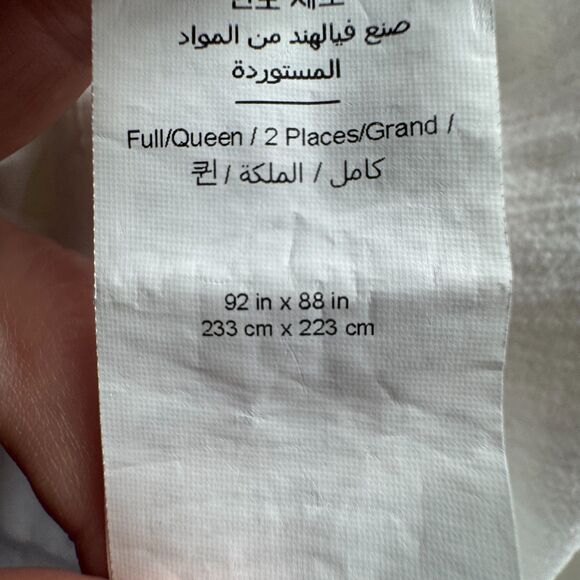 صنع فيالهند من المواد
المستوردة
Full/Queen / 2 Places/Grand /
كامل / الملكة / 퀸
92 in x 88 in
233 cm x 223 cm